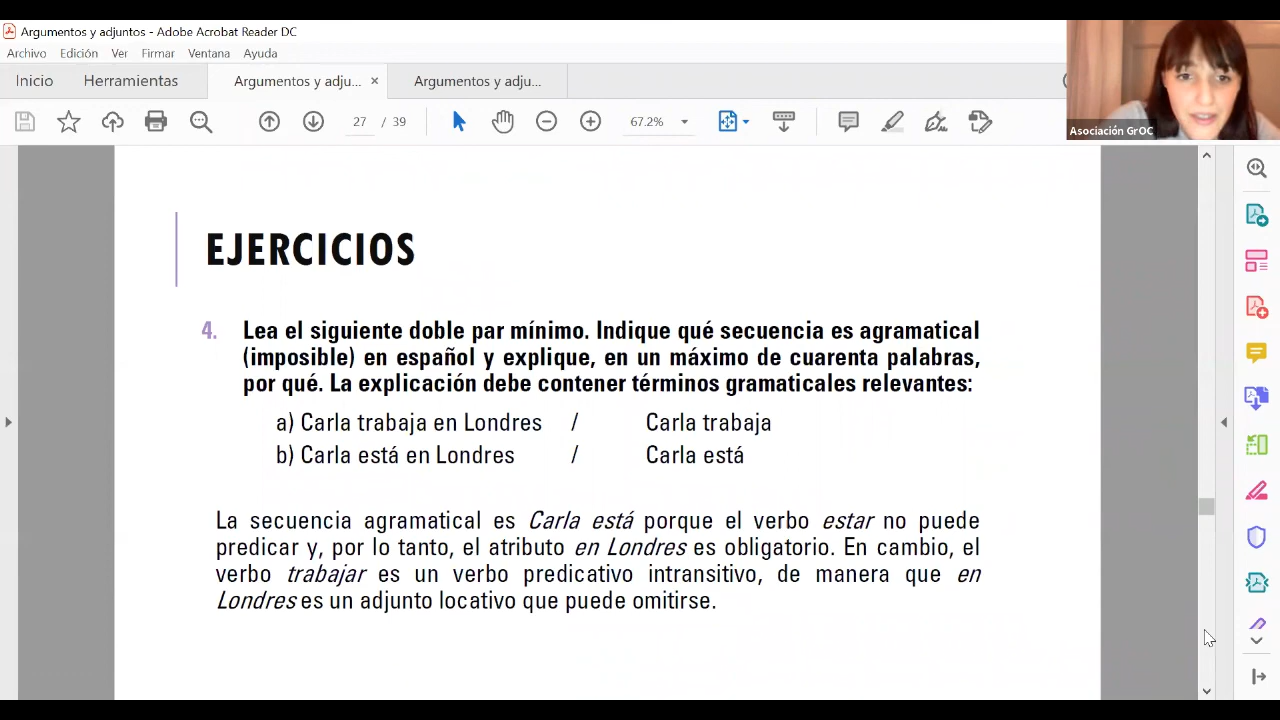 Argumentos y adjuntos - Adobe Acrobat Reader DC
Archivo Edición Ver Firmar Ventana Ayuda
Inicio Herramientas Argumentos y adju... × Argumentos y adju...
27 / 39 67.2%
Asociación GrOC
EJERCICIOS
4. Lea el siguiente doble par mínimo. Indique qué secuencia es agramatical
(imposible) en español y explique, en un máximo de cuarenta palabras,
por qué. La explicación debe contener términos gramaticales relevantes:
a) Carla trabaja en Londres / Carla trabaja
b) Carla está en Londres / Carla está
La secuencia agramatical es Carla está porque el verbo estar no puede
predicar y, por lo tanto, el atributo en Londres es obligatorio. En cambio, el
verbo trabajar es un verbo predicativo intransitivo, de manera que en
Londres es un adjunto locativo que puede omitirse.